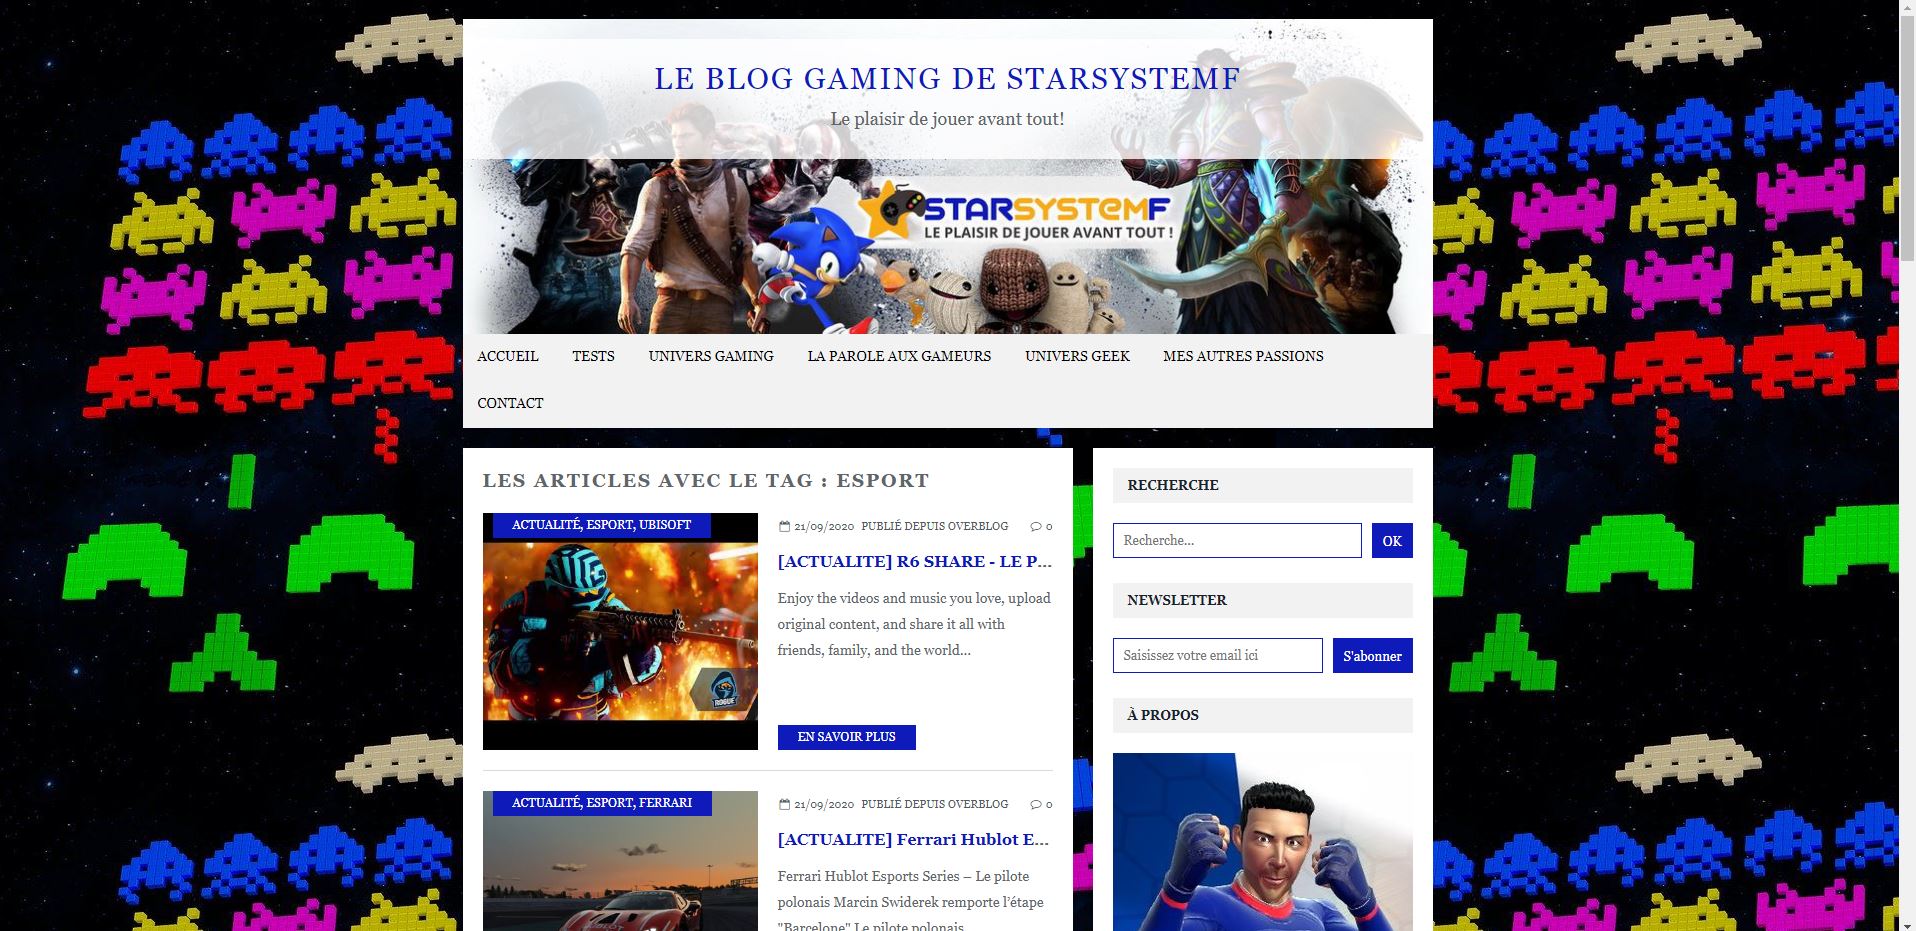 LE BLOG GAMING DE STARSYSTEMF
Le plaisir de jouer avant tout!
STARSYSTEMF
LE PLAISIR DE JOUER AVANT TOUT !
ACCUEIL TESTS UNIVERS GAMING LA PAROLE AUX GAMEURS UNIVERS GEEK MES AUTRES PASSIONS
CONTACT
LES ARTICLES AVEC LE TAG : ESPORT
ACTUALITÉ, ESPORT, UBISOFT
21/09/2020 PUBLIÉ DEPUIS OVERBLOG 0
[ACTUALITE] R6 SHARE - LE P...
Enjoy the videos and music you love, upload
original content, and share it all with
friends, family, and the world...
ROGUE
EN SAVOIR PLUS
ACTUALITÉ, ESPORT, FERRARI
21/09/2020 PUBLIÉ DEPUIS OVERBLOG 0
[ACTUALITE] Ferrari Hublot E...
Ferrari Hublot Esports Series – Le pilote
polonais Marcin Swiderek remporte l'étape
"Barcelone" Le pilote polonais
RECHERCHE
Recherche...
OK
NEWSLETTER
Saisissez votre email ici
S'abonner
À PROPOS